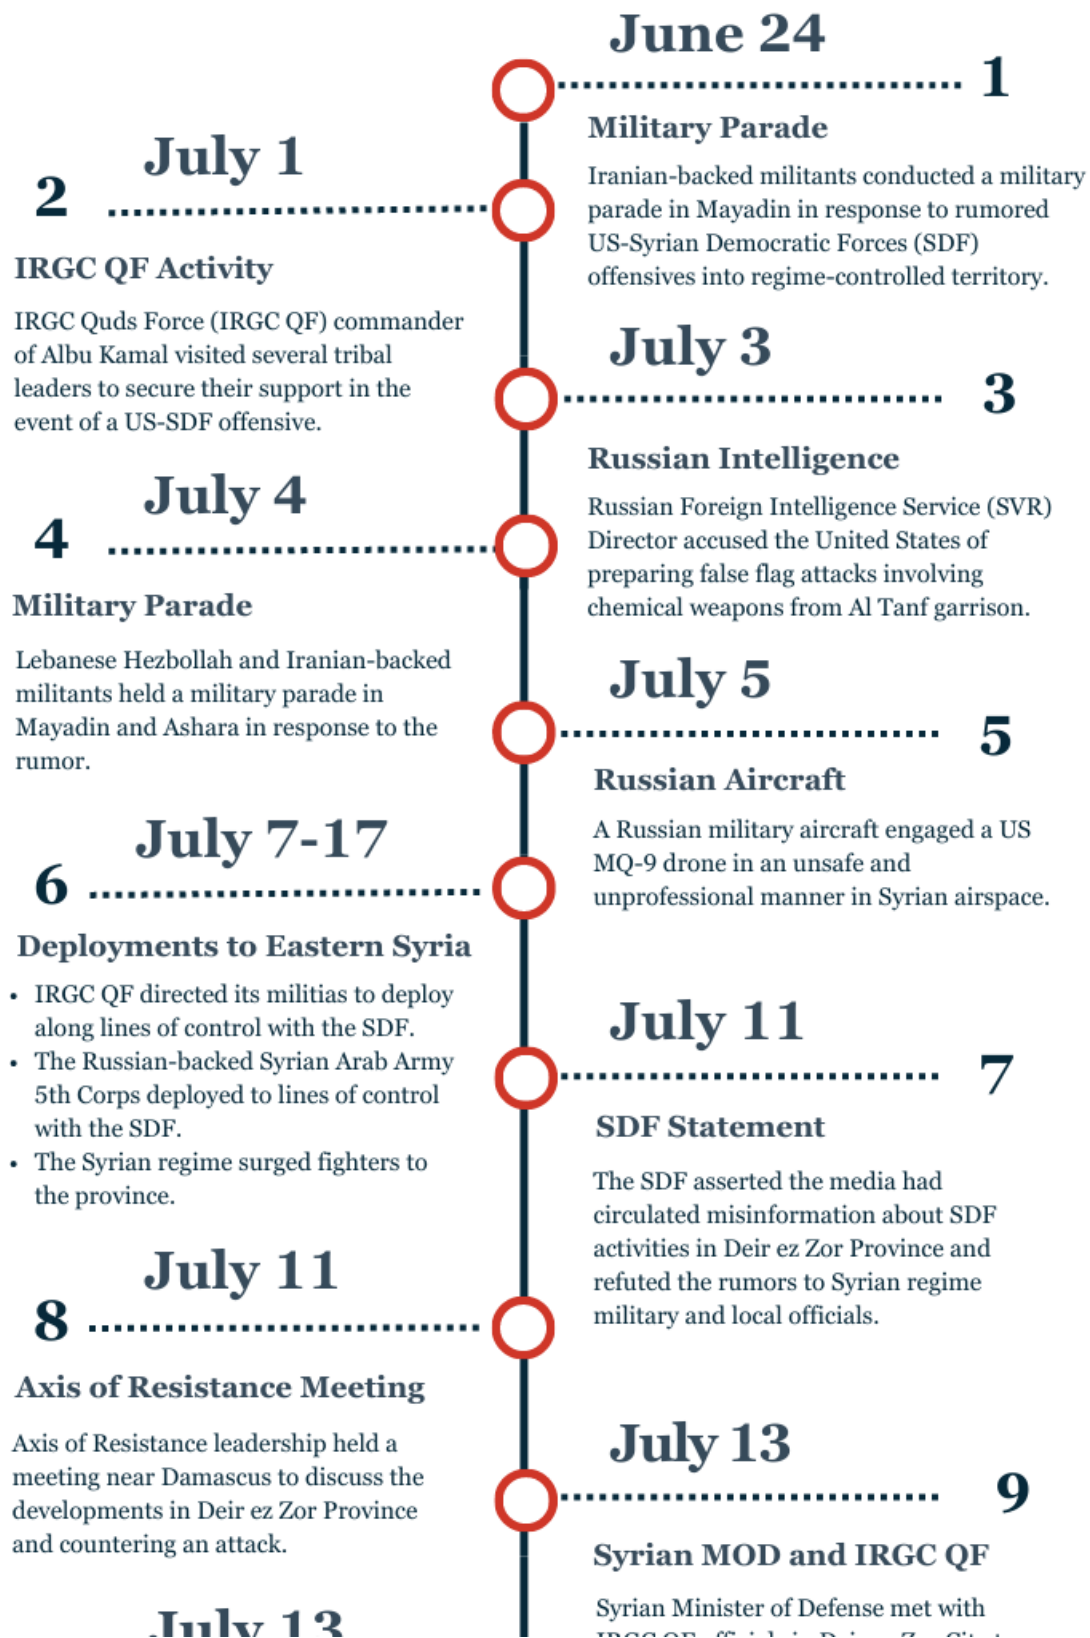 June 24
1
Military Parade
Iranian-backed militants conducted a military
parade in Mayadin in response to rumored
US-Syrian Democratic Forces (SDF)
offensives into regime-controlled territory.
July 1
2
IRGC QF Activity
IRGC Quds Force (IRGC QF) commander
of Albu Kamal visited several tribal
leaders to secure their support in the
event of a US-SDF offensive.
July 3
3
Russian Intelligence
Russian Foreign Intelligence Service (SVR)
Director accused the United States of
preparing false flag attacks involving
chemical weapons from Al Tanf garrison.
July 4
4
Military Parade
Lebanese Hezbollah and Iranian-backed
militants held a military parade in
Mayadin and Ashara in response to the
rumor.
July 5
5
Russian Aircraft
A Russian military aircraft engaged a US
MQ-9 drone in an unsafe and
unprofessional manner in Syrian airspace.
July 7-17
6
Deployments to Eastern Syria
• IRGC QF directed its militias to deploy
along lines of control with the SDF.
• The Russian-backed Syrian Arab Army
5th Corps deployed to lines of control
with the SDF.
• The Syrian regime surged fighters to
the province.
July 11
7
SDF Statement
The SDF asserted the media had
circulated misinformation about SDF
activities in Deir ez Zor Province and
refuted the rumors to Syrian regime
military and local officials.
July 11
8
Axis of Resistance Meeting
Axis of Resistance leadership held a
meeting near Damascus to discuss the
developments in Deir ez Zor Province
and countering an attack.
July 13
9
Syrian MOD and IRGC QF
Syrian Minister of Defense met with
July 13